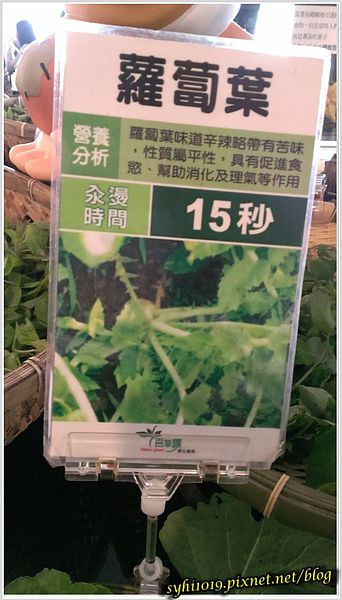 蘿蔔葉
營養
分析
蘿蔔葉味道辛辣略帶有苦味
，性質屬平性，具有促進食
慾、幫助消化及理氣等作用
汆燙
時間
15秒
syhi1019.pixnet.net/blog